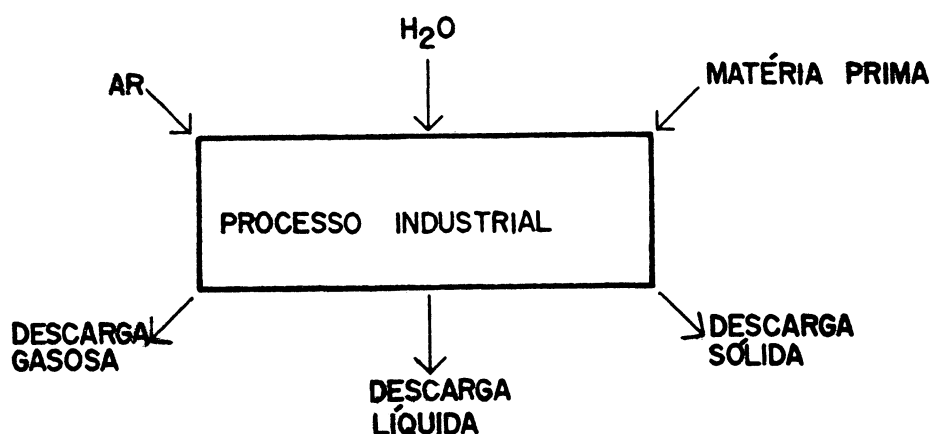 H₂O
AR
MATÉRIA PRIMA
PROCESSO INDUSTRIAL
DESCARGA
GASOSA
DESCARGA
LÍQUIDA
DESCARGA
SÓLIDA